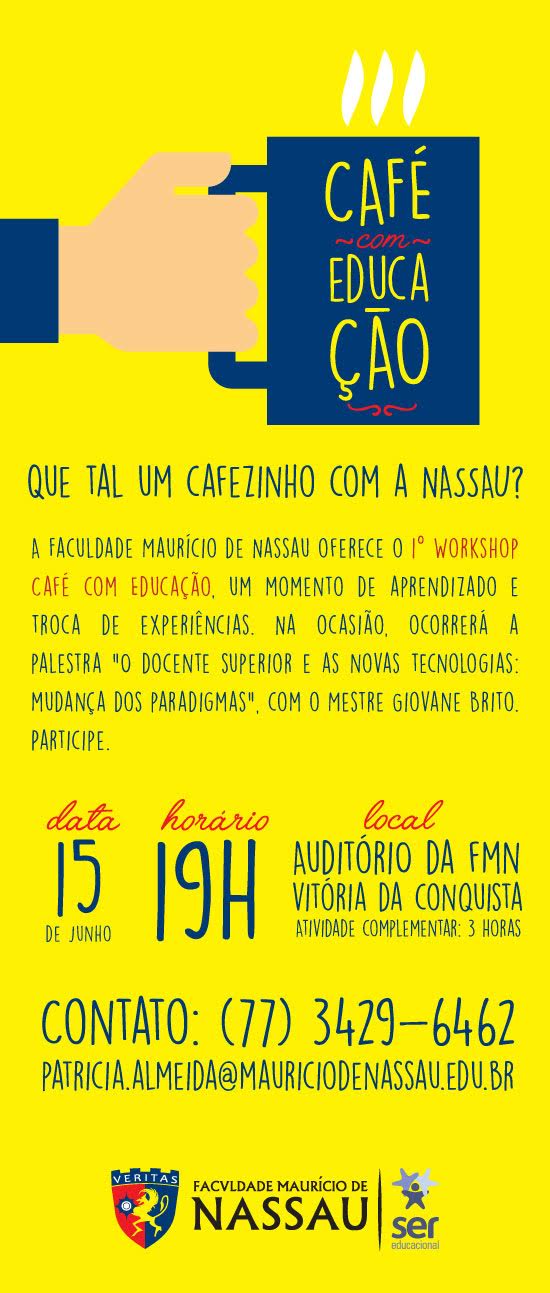 CAFÉ
~com~
EDUCA
ÇÃO
QUE TAL UM CAFEZINHO COM A NASSAU?
A FACULDADE MAURÍCIO DE NASSAU OFERECE O 1° WORKSHOP
CAFÉ COM EDUCAÇÃO, UM MOMENTO DE APRENDIZADO E
TROCA DE EXPERIÊNCIAS. NA OCASIÃO, OCORRERÁ A
PALESTRA "O DOCENTE SUPERIOR E AS NOVAS TECNOLOGIAS:
MUDANÇA DOS PARADIGMAS", COM O MESTRE GIOVANE BRITO.
PARTICIPE.
data
15
DE JUNHO
horário
19H
local
AUDITÓRIO DA FMN
VITÓRIA DA CONQUISTA
ATIVIDADE COMPLEMENTAR: 3 HORAS
CONTATO: (77) 3429-6462
PATRICIA.ALMEIDA@MAURICIODENASSAU.EDU.BR
VERITAS
FACVLDADE MAURÍCIO DE
NASSAU
ser
educacional